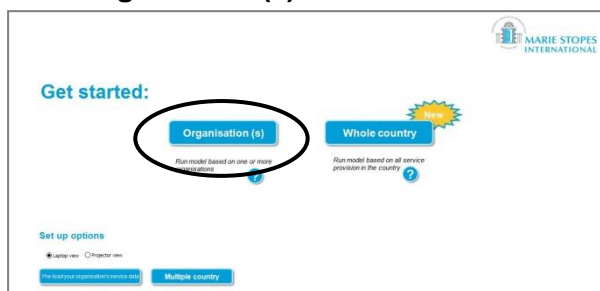 MARIE STOPES
INTERNATIONAL
Get started:
New
Organisation (s)
Whole country
Run model based on one or more
organisations
?
Run model based on all service
provision in the country
?
Set up options
Laptop view
Projector view
Pre-load your organisation's service data
Multiple country